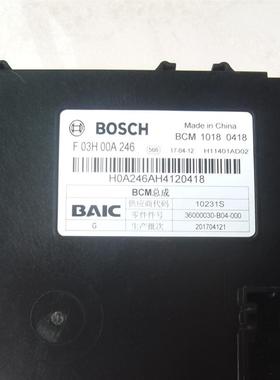 BOSCH
Made in China
BCM 1018 0418
F 03H 00A 246
566
17-04-12
H11401AD02
H0A246AH4120418
BCM总成
BAIC
供应商代码
10231S
零件件号
36000030-B04-000
G
生产批次
201704121